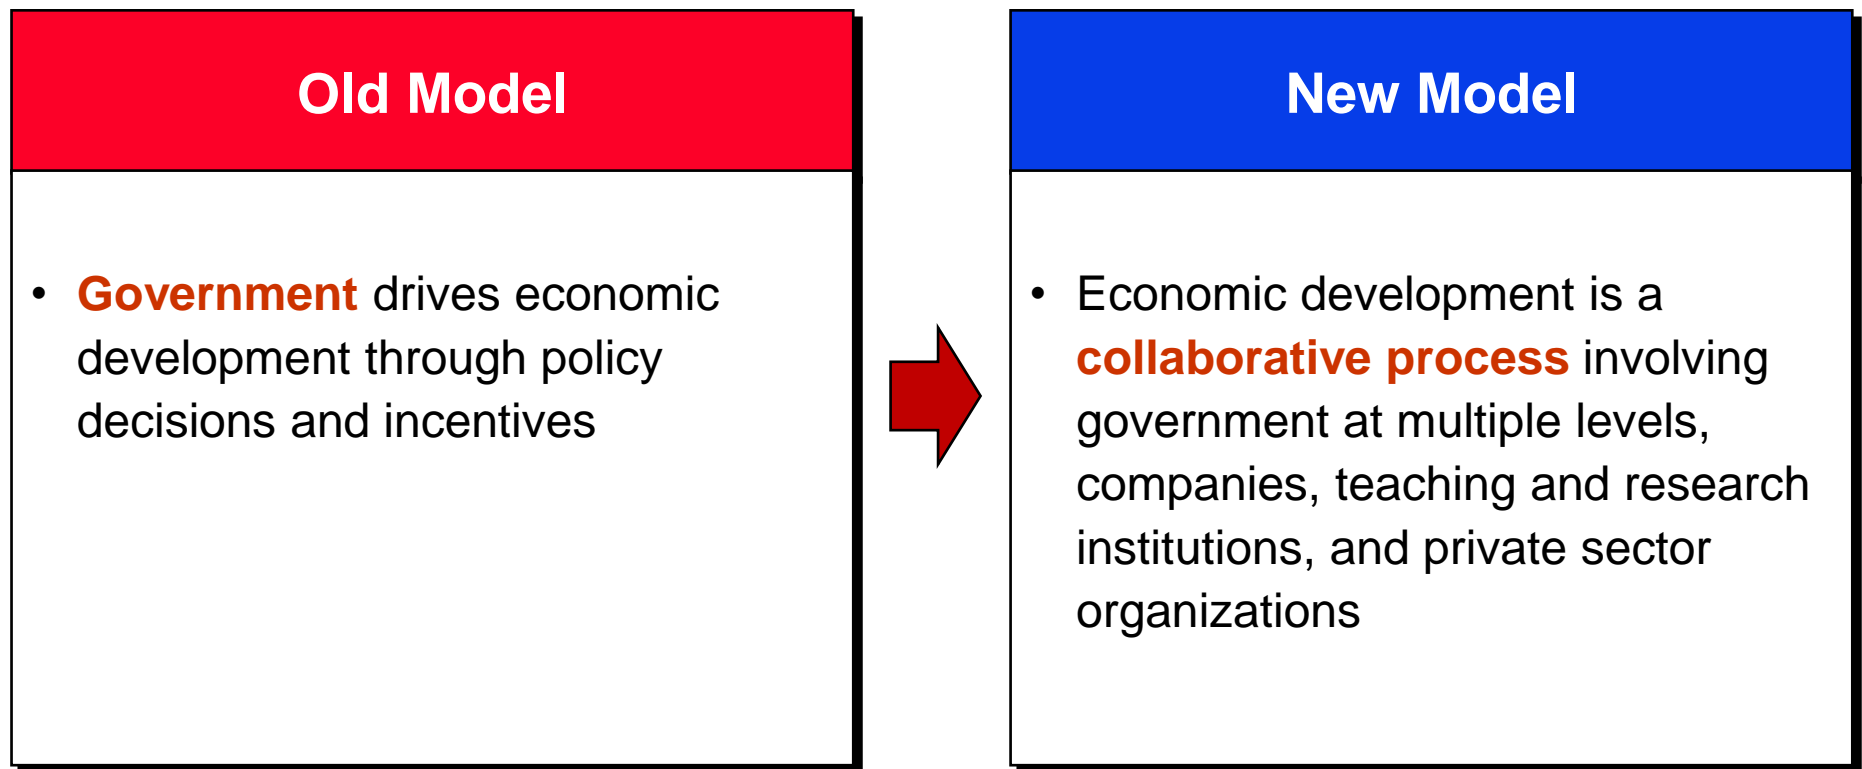 Old Model
• Government drives economic
development through policy
decisions and incentives
New Model
• Economic development is a
collaborative process involving
government at multiple levels,
companies, teaching and research
institutions, and private sector
organizations